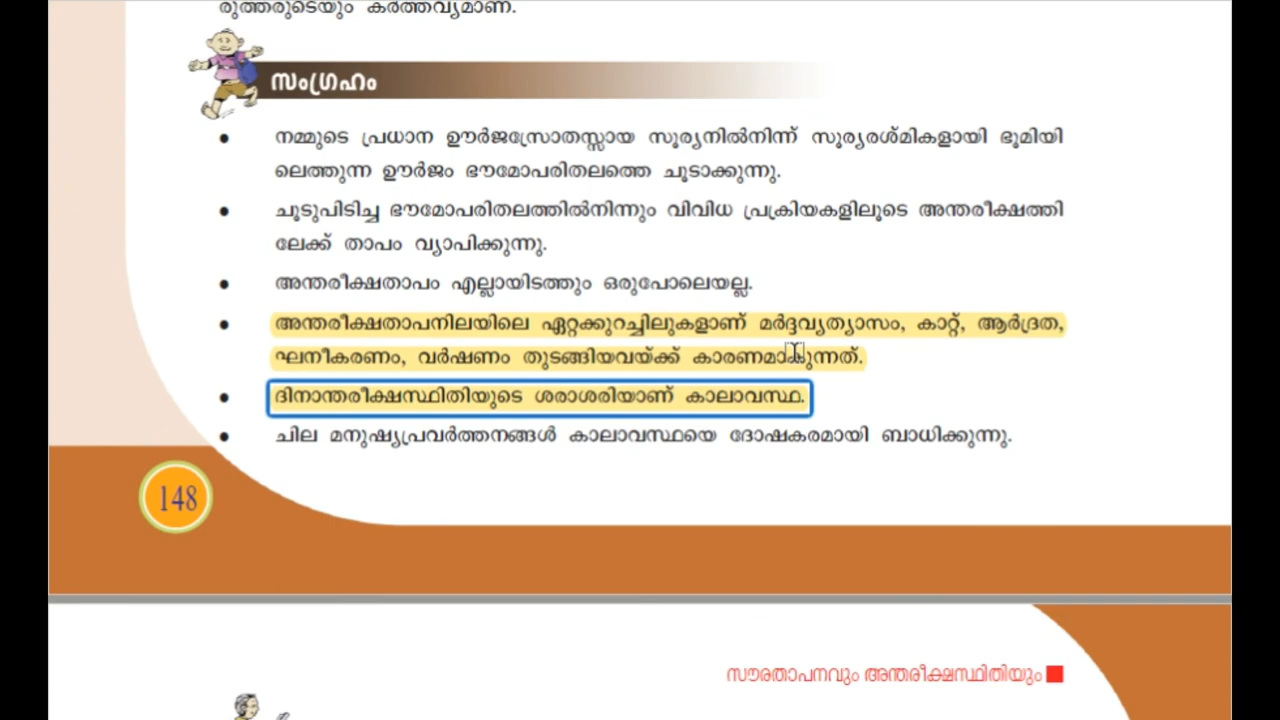 രുത്തരുടെയും കർത്തവ്യമാണ്.
സംഗ്രഹം
● നമ്മുടെ പ്രധാന ഊർജസ്രോതസ്സായ സൂര്യനിൽനിന്ന് സൂര്യരശ്മികളായി ഭൂമിയി
ലെത്തുന്ന ഊർജം ഭൗമോപരിതലത്തെ ചൂടാക്കുന്നു.
● ചൂടുപിടിച്ച ഭൗമോപരിതലത്തിൽനിന്നും വിവിധ പ്രക്രിയകളിലൂടെ അന്തരീക്ഷത്തി
ലേക്ക് താപം വ്യാപിക്കുന്നു.
● അന്തരീക്ഷതാപം എല്ലായിടത്തും ഒരുപോലെയല്ല.
● അന്തരീക്ഷതാപനിലയിലെ ഏറ്റക്കുറച്ചിലുകളാണ് മർദ്ദവ്യത്യാസം, കാറ്റ്, ആർദ്രത,
ഘനീകരണം, വർഷണം തുടങ്ങിയവയ്ക്ക് കാരണമാകുന്നത്.
● ദിനാന്തരീക്ഷസ്ഥിതിയുടെ ശരാശരിയാണ് കാലാവസ്ഥ.
● ചില മനുഷ്യപ്രവർത്തനങ്ങൾ കാലാവസ്ഥയെ ദോഷകരമായി ബാധിക്കുന്നു.
148
സൗരതാപനവും അന്തരീക്ഷസ്ഥിതിയും